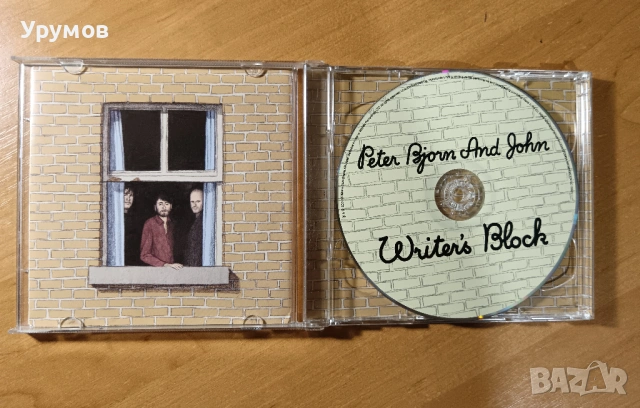 Урумов
Peter Bjorn And John
Writer's Block
BAZAR